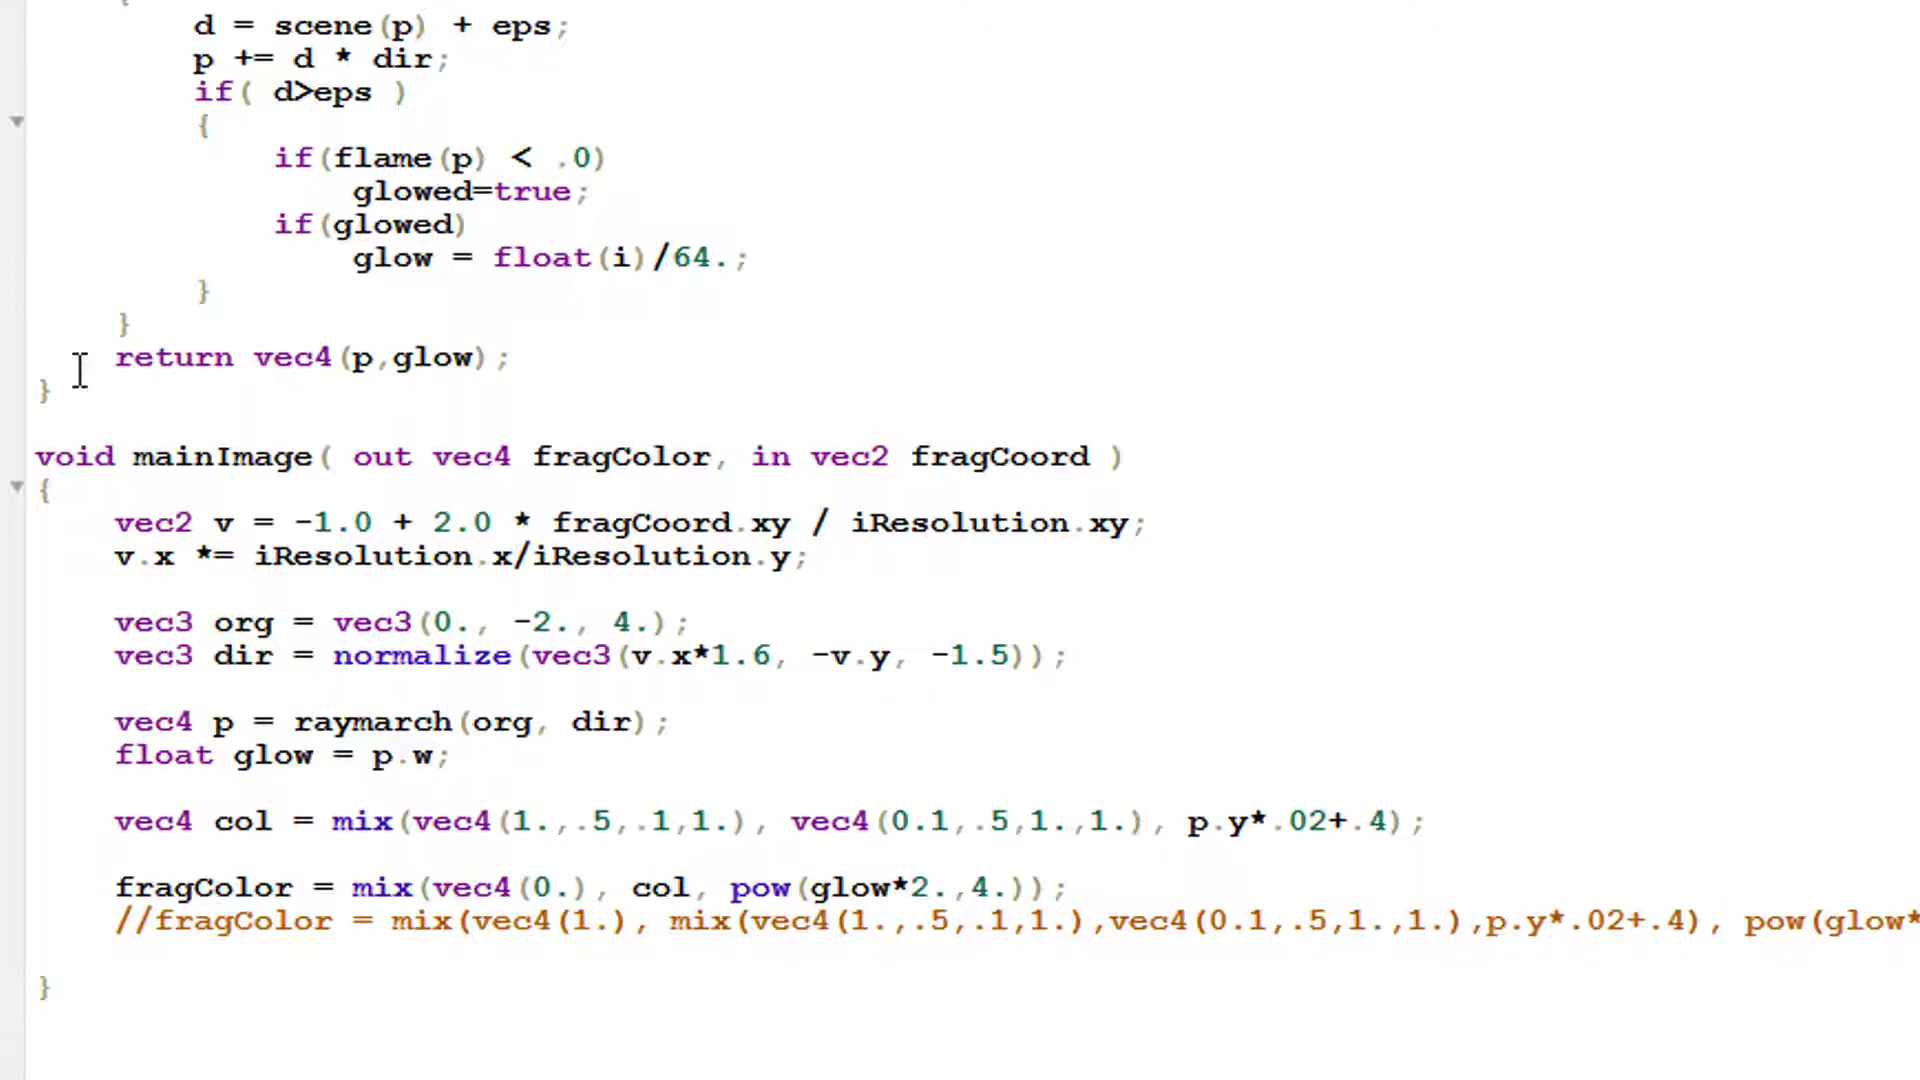 {
d = scene(p) + eps;
p += d * dir;
if( d>eps )
{
if(flame(p) < .0)
glowed=true;
if(glowed)
glow = float(i)/64.;
}
}
return vec4(p,glow);
}
void mainImage( out vec4 fragColor, in vec2 fragCoord )
{
vec2 v = -1.0 + 2.0 * fragCoord.xy / iResolution.xy;
v.x *= iResolution.x/iResolution.y;
vec3 org = vec3(0., -2., 4.);
vec3 dir = normalize(vec3(v.x*1.6, -v.y, -1.5));
vec4 p = raymarch(org, dir);
float glow = p.w;
vec4 col = mix(vec4(1.,.5,.1,1.), vec4(0.1,.5,1.,1.), p.y*.02+.4);
fragColor = mix(vec4(0.), col, pow(glow*2.,4.));
//fragColor = mix(vec4(1.), mix(vec4(1.,.5,.1,1.),vec4(0.1,.5,1.,1.),p.y*.02+.4), pow(glow*
}